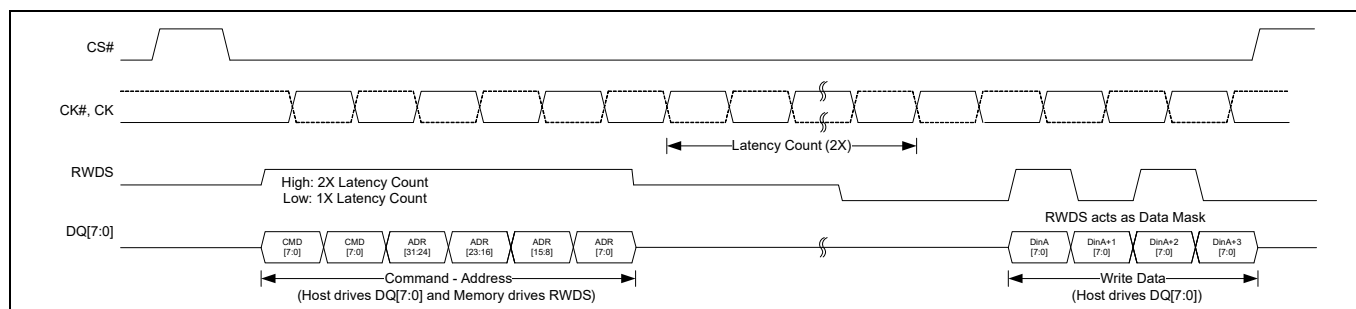 CS#
CK#, CK
Latency Count (2X)
RWDS
High: 2X Latency Count
Low: 1X Latency Count
RWDS acts as Data Mask
DQ[7:0]
CMD [7:0]
CMD [7:0]
ADR [31:24]
ADR [23:16]
ADR [15:8]
ADR [7:0]
DinA [7:0]
DinA+1 [7:0]
DinA+2 [7:0]
DinA+3 [7:0]
Command - Address
(Host drives DQ[7:0] and Memory drives RWDS)
Write Data
(Host drives DQ[7:0])